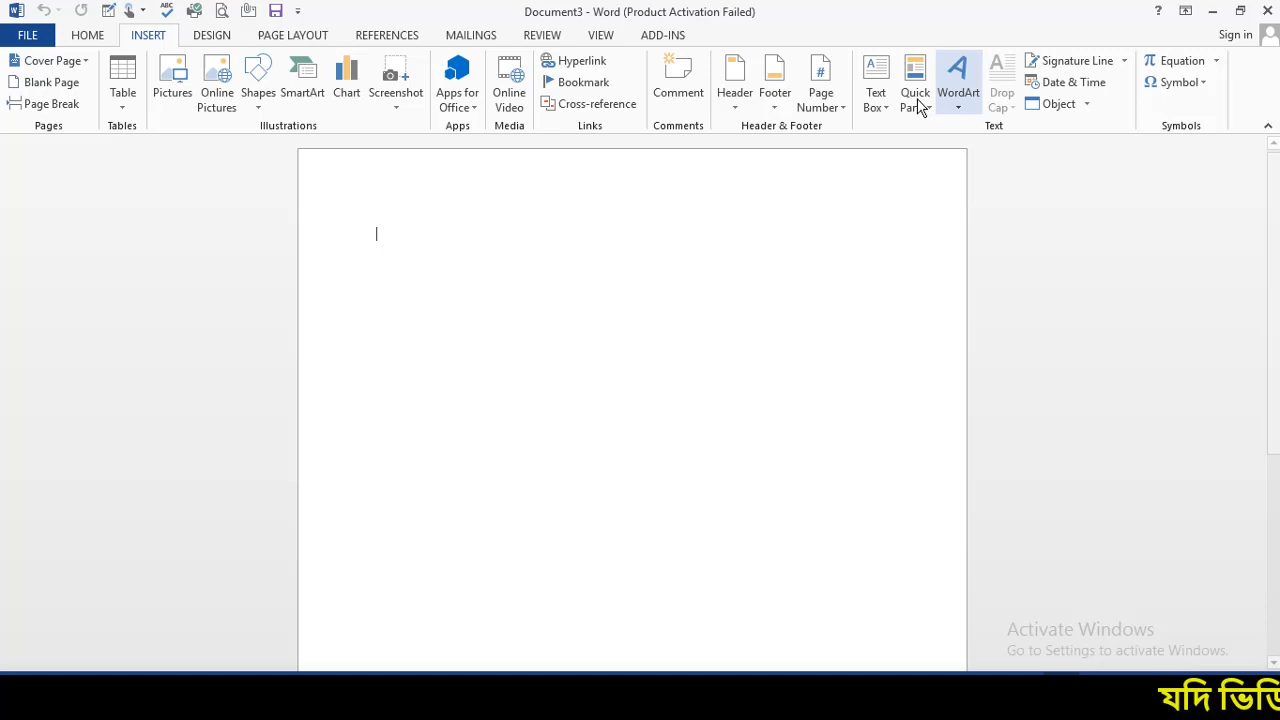 Document3 - Word (Product Activation Failed)
Sign in
FILE HOME INSERT DESIGN PAGE LAYOUT REFERENCES MAILINGS REVIEW VIEW ADD-INS
Cover Page
Blank Page
Page Break
Pages
Table
Tables
Pictures
Online Pictures
Shapes
SmartArt
Chart
Screenshot
Illustrations
Apps for Office
Apps
Online Video
Media
Hyperlink
Bookmark
Cross-reference
Links
Comment
Comments
Header
Footer
Page Number
Header & Footer
Text Box
Quick
WordArt
Drop Cap
Signature Line
Date & Time
Object
Text
Equation
Symbol
Symbols
Activate Windows
Go to Settings to activate Windows.
যদি